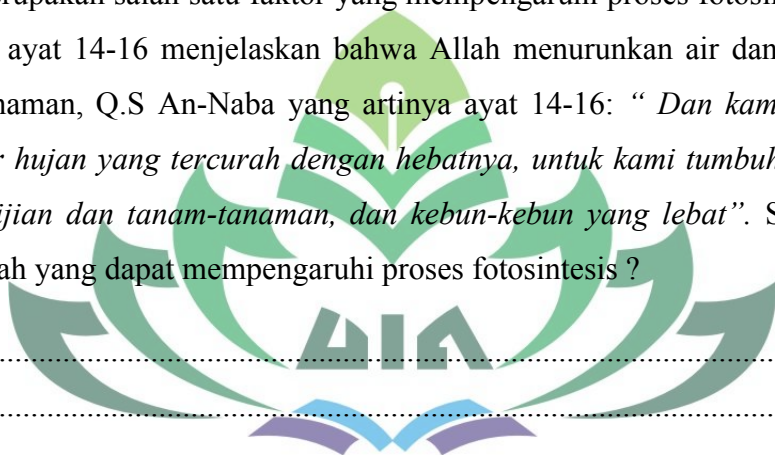 erupakan salah satu faktor yang mempengaruhi proses
ayat 14-16 menjelaskan bahwa Allah menurunkan air dan
naman, Q.S An-Naba yang artinya ayat 14-16: “ Dan kam
r hujan yang tercurah dengan hebatnya, untuk kami tumbuh
ijian dan tanam-tanaman, dan kebun-kebun yang lebat”. S
ah yang dapat mempengaruhi proses fotosintesis ?
UIN